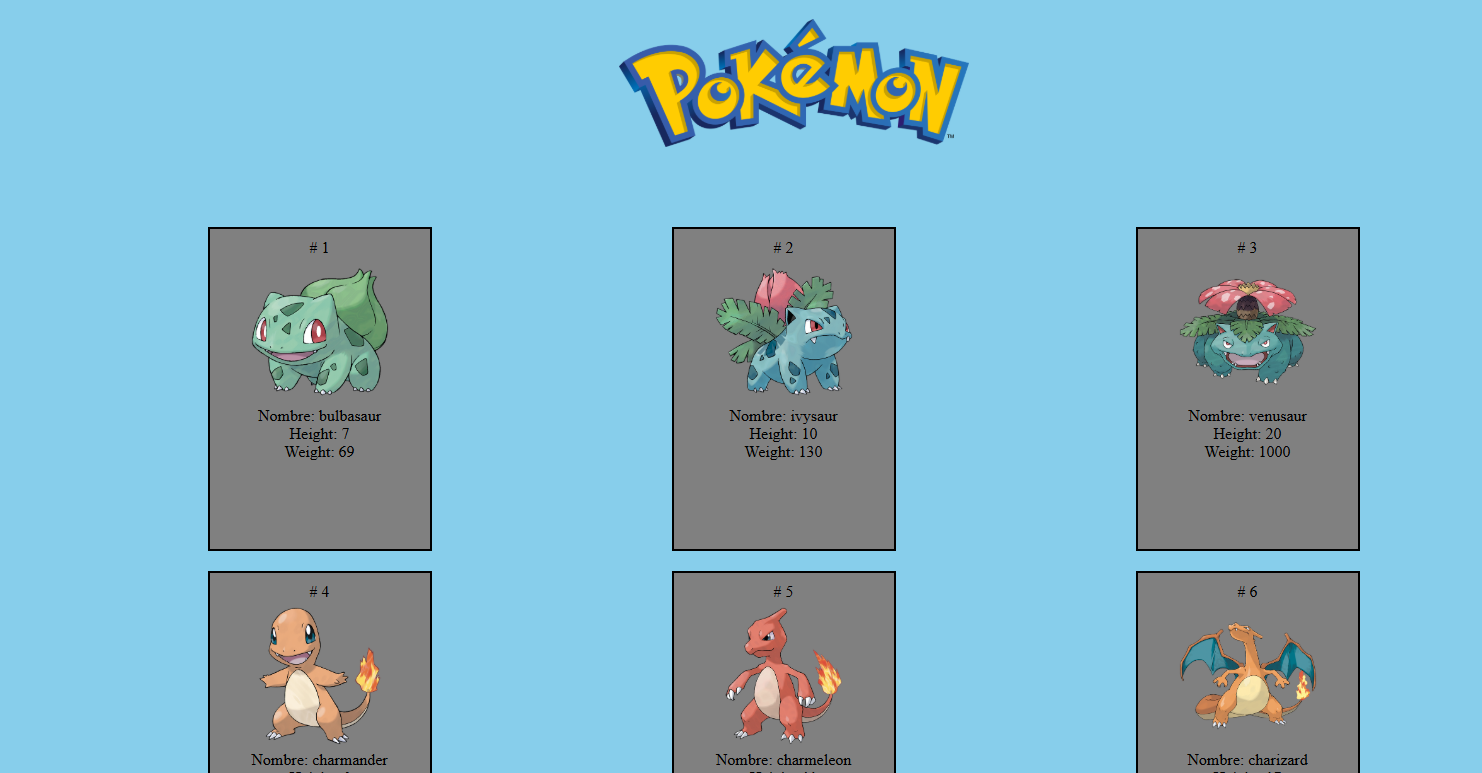 Pokémon
TM
# 1
Nombre: bulbasaur
Height: 7
Weight: 69
# 2
Nombre: ivysaur
Height: 10
Weight: 130
# 3
Nombre: venusaur
Height: 20
Weight: 1000
# 4
Nombre: charmander
# 5
Nombre: charmeleon
# 6
Nombre: charizard